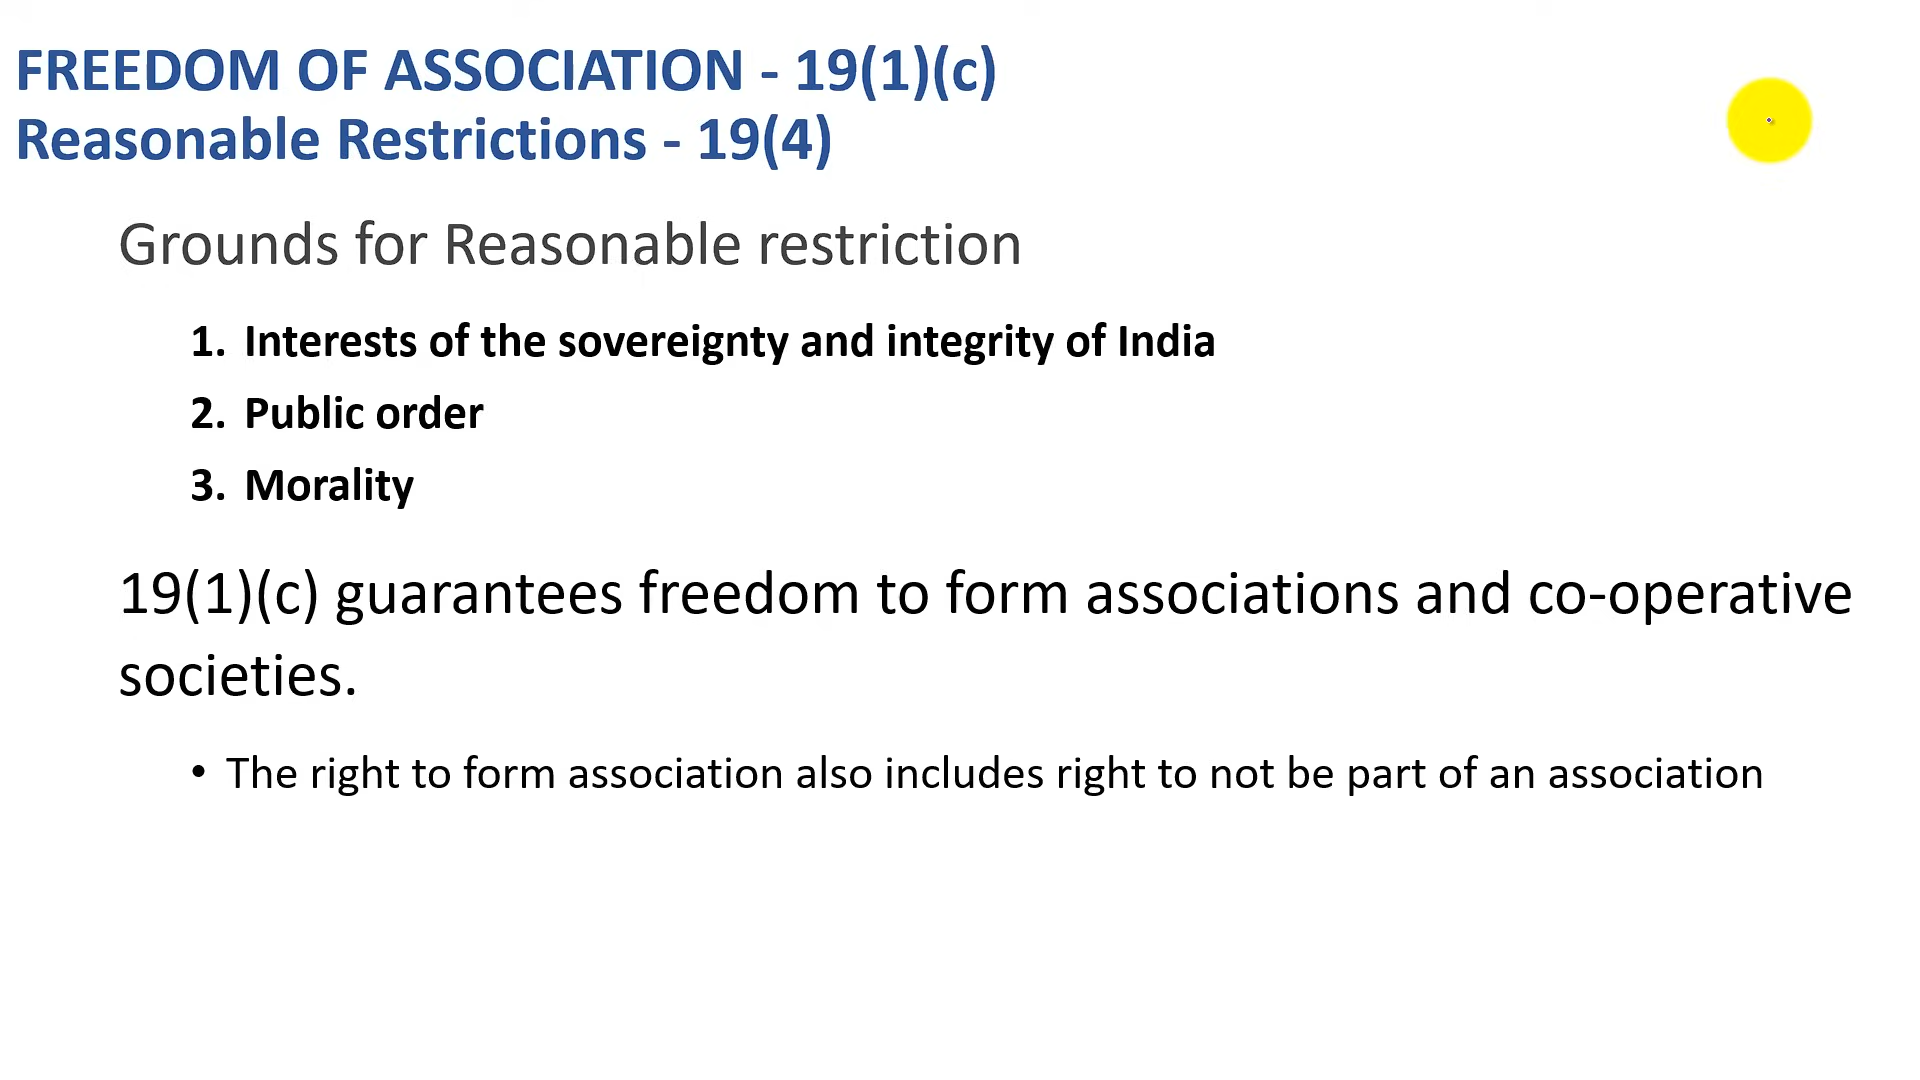 FREEDOM OF ASSOCIATION - 19(1)(c)
Reasonable Restrictions - 19(4)
Grounds for Reasonable restriction
1. Interests of the sovereignty and integrity of India
2. Public order
3. Morality
19(1)(c) guarantees freedom to form associations and co-operative
societies.
• The right to form association also includes right to not be part of an association